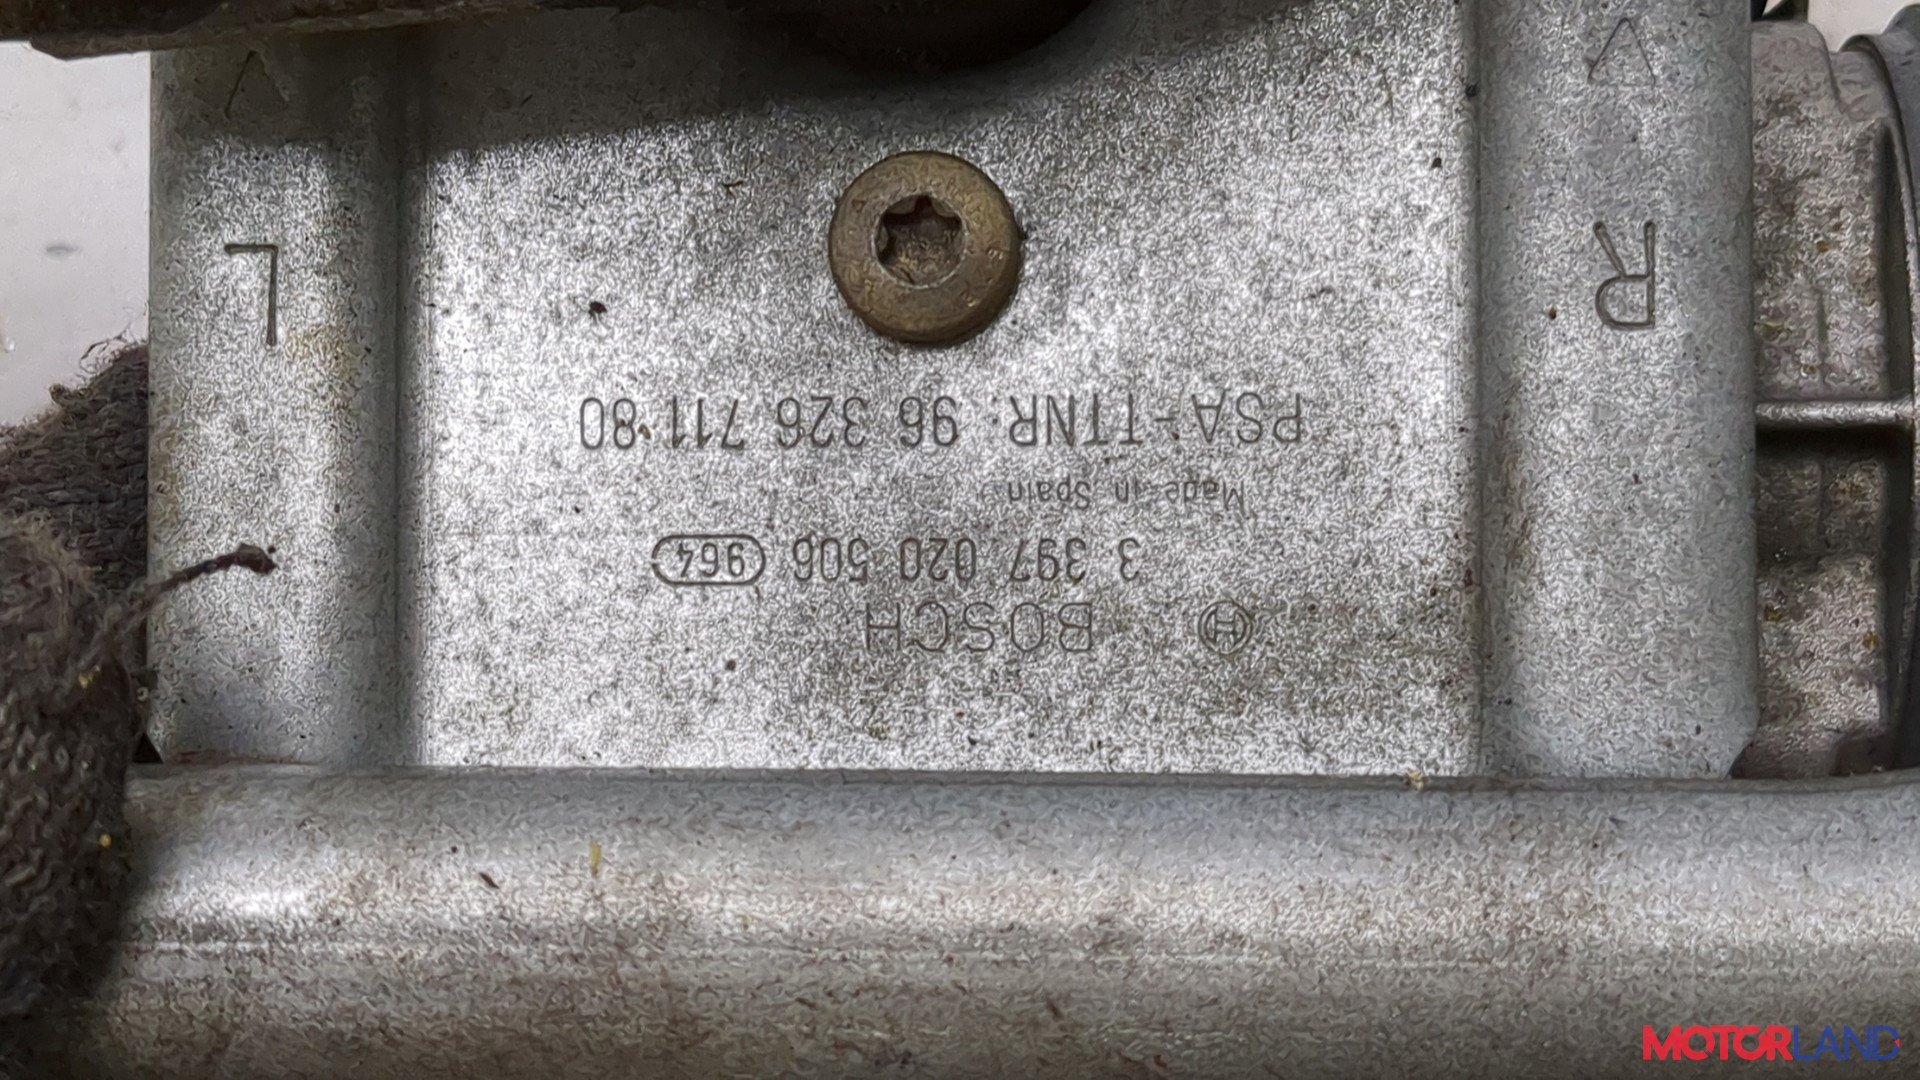 BOSCH
3 397 020 506 964
Made in Spain
PSA-TTNR. 96 326 711 80
R
L
MOTORLAND